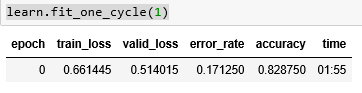 learn.fit_one_cycle(1)
epoch train_loss valid_loss error_rate accuracy time
0 0.661445 0.514015 0.171250 0.828750 01:55